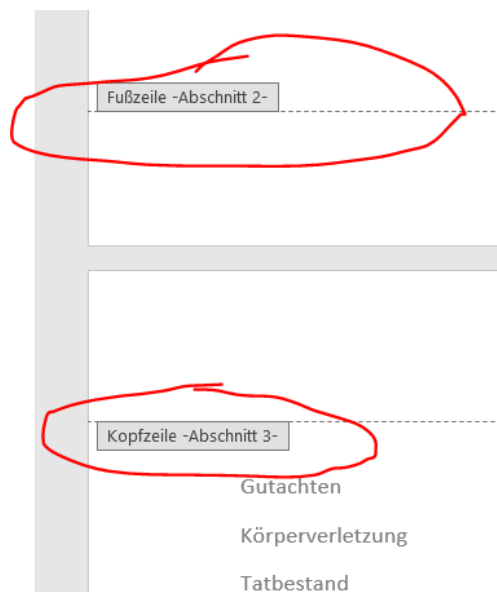 Fußzeile -Abschnitt 2-
Kopfzeile -Abschnitt 3-
Gutachten
Körperverletzung
Tatbestand